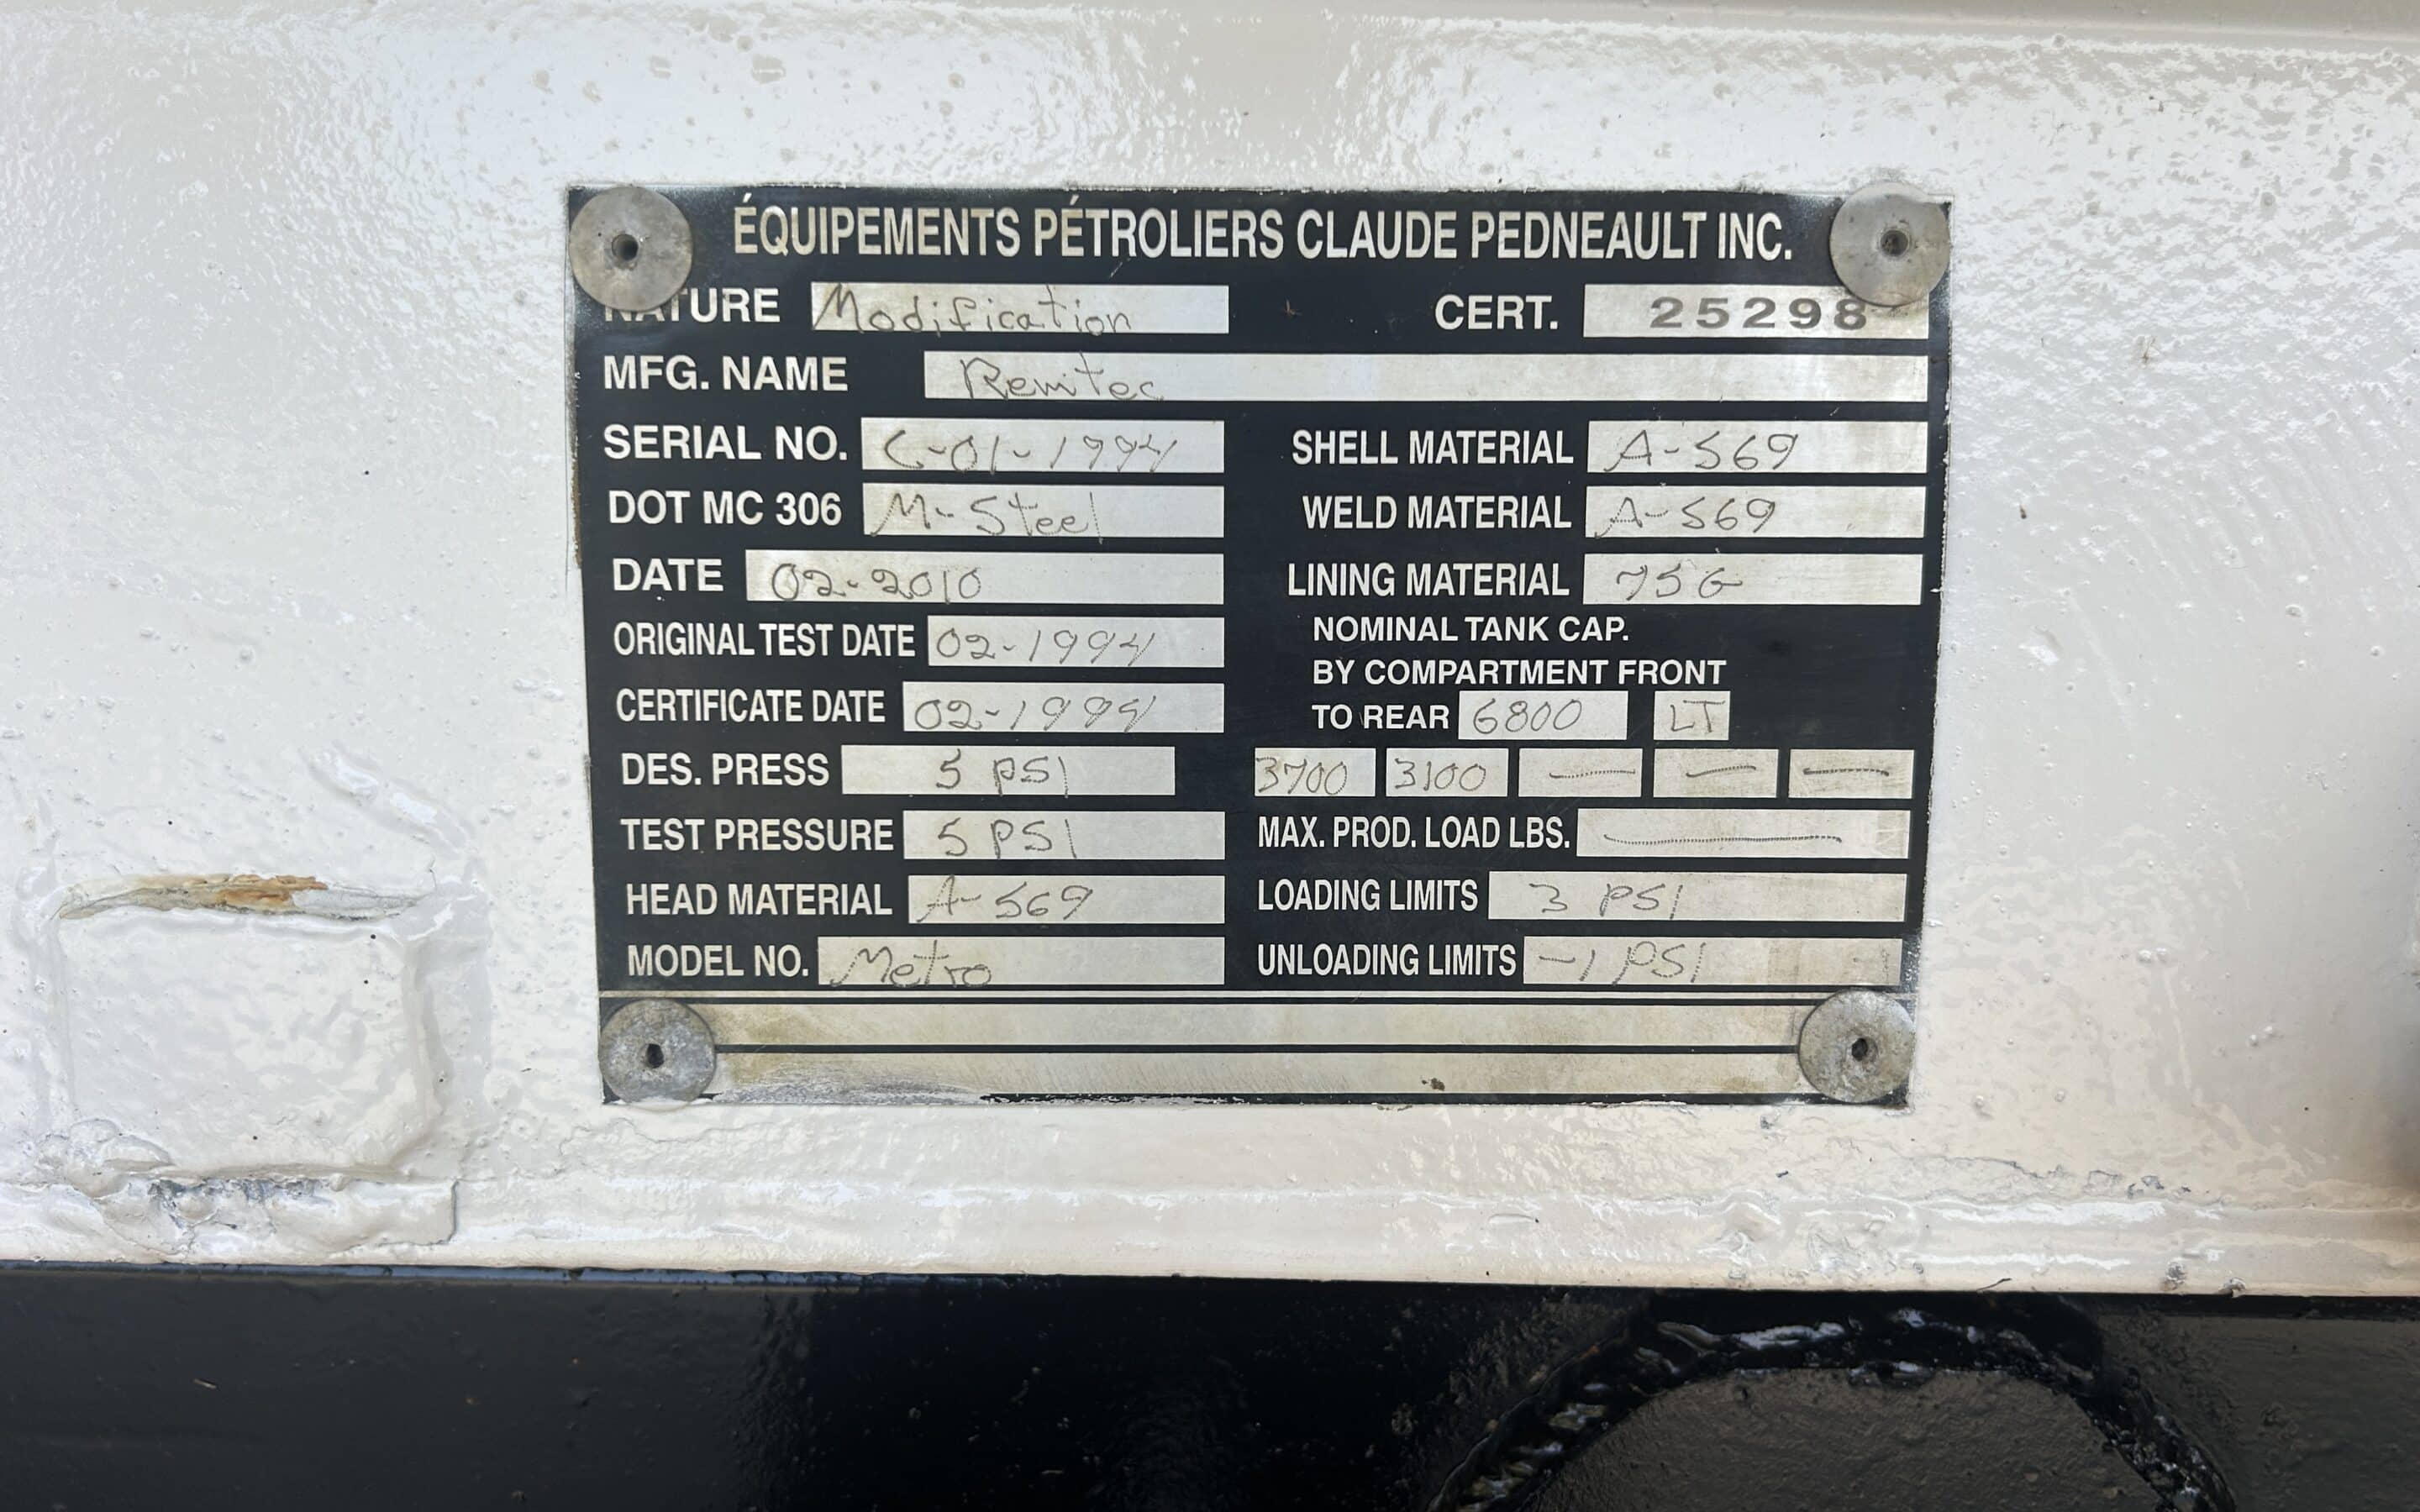 ÉQUIPEMENTS PÉTROLIERS CLAUDE PEDNEAULT INC.
NATURE Modification CERT. 25298
MFG. NAME Remtec
SERIAL NO. C-01-1994 SHELL MATERIAL A-569
DOT MC 306 M-Steel WELD MATERIAL A-569
DATE 02-2010 LINING MATERIAL 75G
ORIGINAL TEST DATE 02-1994 NOMINAL TANK CAP.
BY COMPARTMENT FRONT
CERTIFICATE DATE 02-1994 TO REAR 6800 LT
DES. PRESS 5 PSI 3700 3100 — — —
TEST PRESSURE 5 PSI MAX. PROD. LOAD LBS. —
HEAD MATERIAL A-569 LOADING LIMITS 3 PSI
MODEL NO. Metro UNLOADING LIMITS -1 PSI